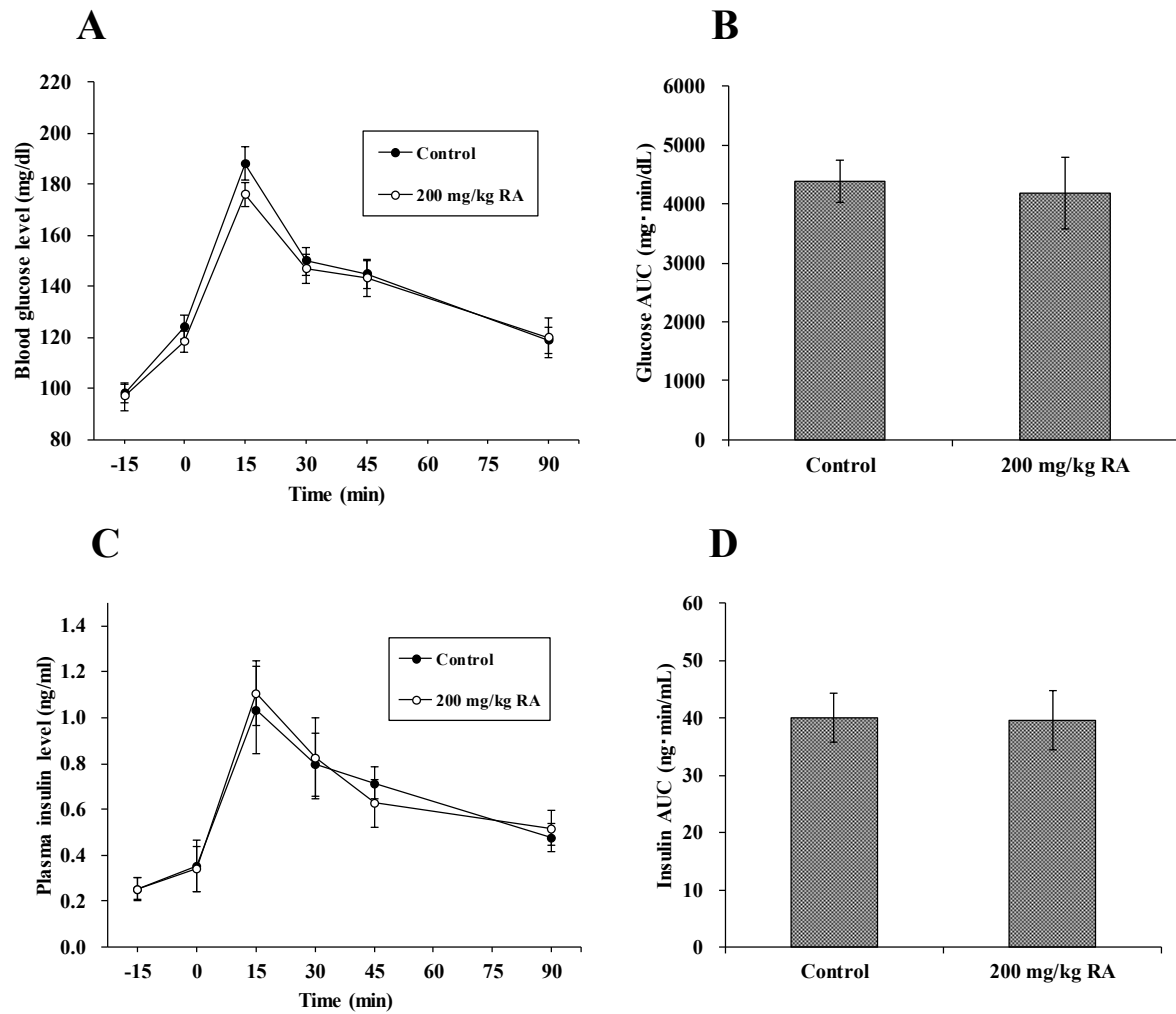 A
Blood glucose level (mg/dl)
220
200
180
160
140
120
100
80
Control
200 mg/kg RA
-15 0 15 30 45 60 75 90
Time (min)
B
Glucose AUC (mg·min/dL)
6000
5000
4000
3000
2000
1000
0
Control 200 mg/kg RA
C
Plasma insulin level (ng/ml)
1.4
1.2
1.0
0.8
0.6
0.4
0.2
0.0
Control
200 mg/kg RA
-15 0 15 30 45 60 75 90
Time (min)
D
Insulin AUC (ng·min/mL)
60
50
40
30
20
10
0
Control 200 mg/kg RA